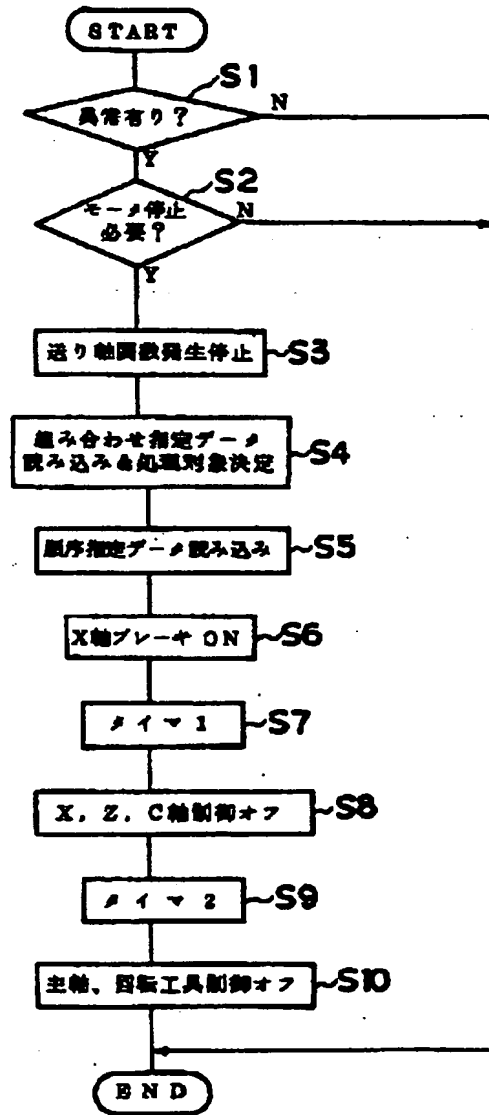 START
S1
異常有り?
N
Y
S2
モータ停止
必要?
N
Y
送り軸関数発生停止
S3
組み合わせ指定データ
読み込み&処理対象決定
S4
順序指定データ読み込み
S5
X軸ブレーキ ON
S6
タイマ 1
S7
X, Z, C軸制御オフ
S8
タイマ 2
S9
主軸、回転工具制御オフ
S10
END